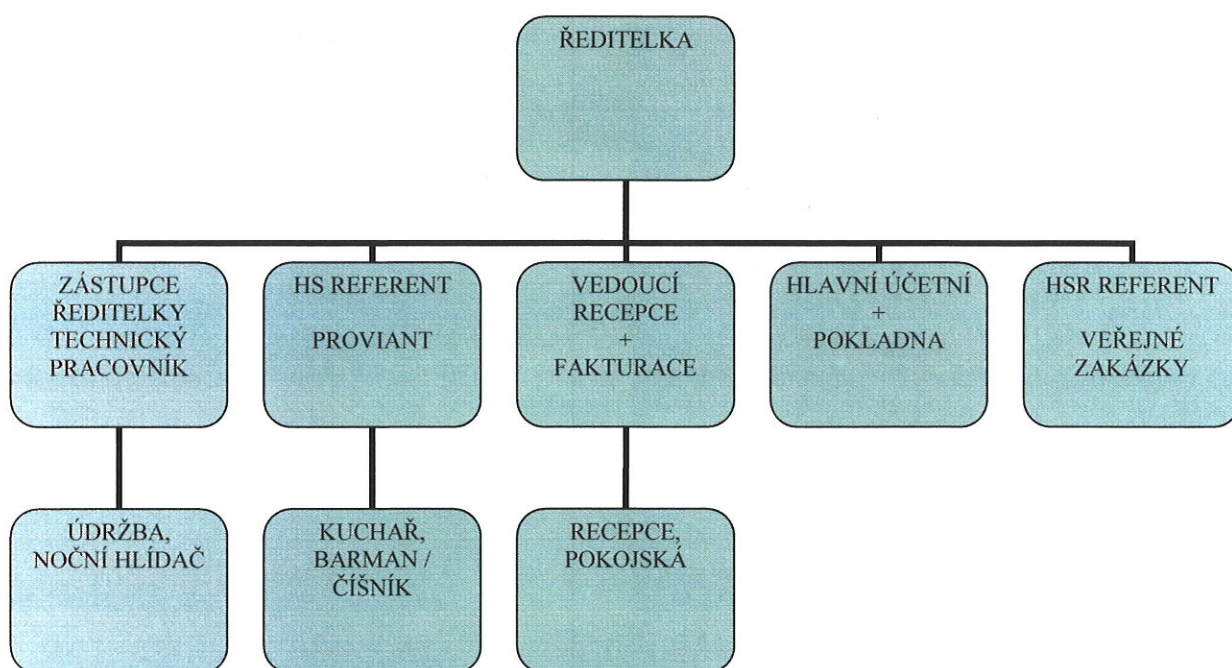 ŘEDITELKA
ZÁSTUPCE
ŘEDITELKY
TECHNICKÝ
PRACOVNÍK
HS REFERENT
PROVIANT
VEDOUCÍ
RECEPCE
+
FAKTURACE
HLAVNÍ ÚČETNÍ
+
POKLADNA
HSR REFERENT
VEŘEJNÉ
ZAKÁZKY
ÚDRŽBA,
NOČNÍ HLÍDAČ
KUCHAŘ,
BARMAN /
ČÍŠNÍK
RECEPCE,
POKOJSKÁ